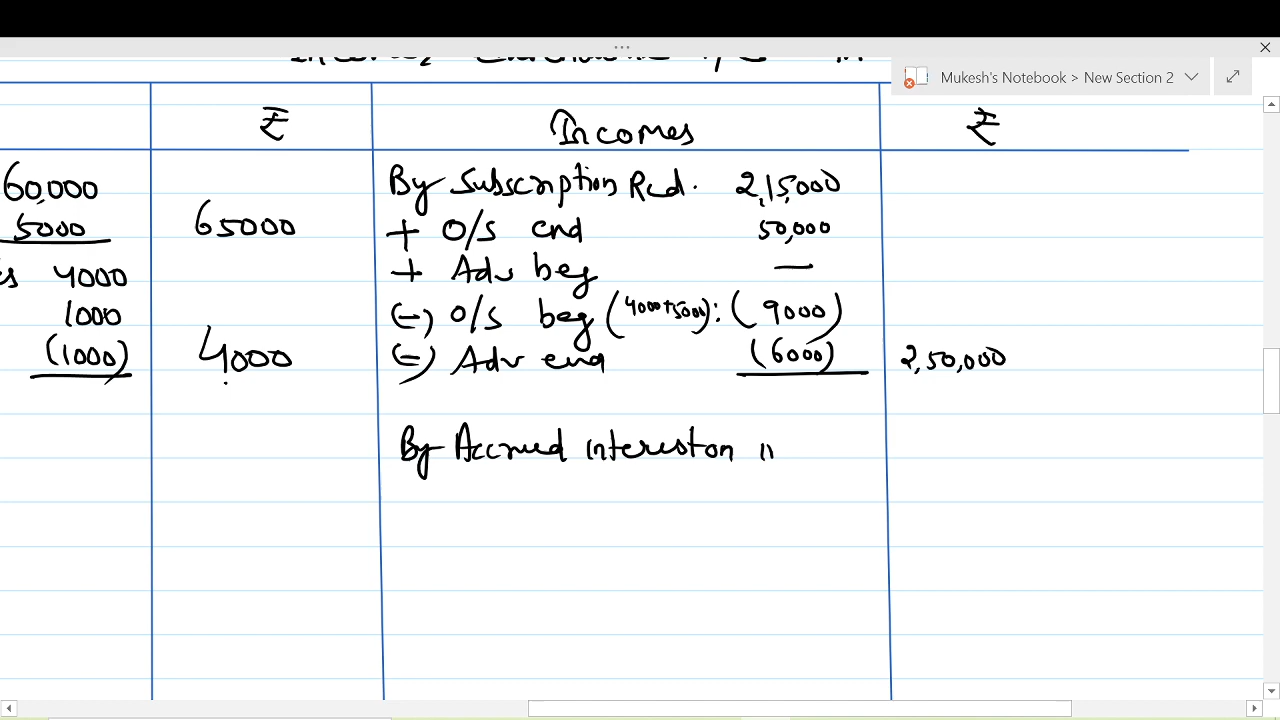 Mukesh's Notebook > New Section 2
₹ Incomes ₹
60,000 By Subscription Rcd. 2,15,000
5000 65000 + O/S end 50,000
4000 + Adv beg —
1000 (-) O/S beg (4000+5000): (9000)
(1000) 4000 (-) Adv end (6000) 2,50,000
By Accrued interest on